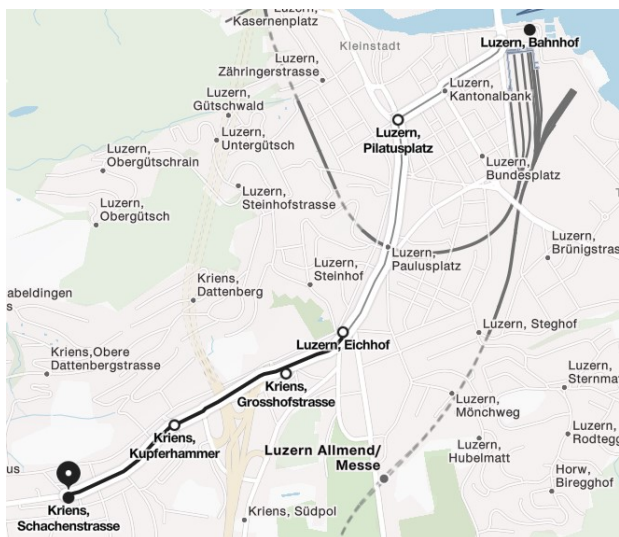 Luzern,
Kasernenplatz
Kleinstadt
Luzern, Bahnhof
Luzern,
Zähringerstrasse
Luzern,
Kantonalbank
Luzern,
Gütschwald
Luzern,
Pilatusplatz
Luzern,
Untergütsch
Luzern,
Obergütschrain
Luzern,
Bundesplatz
Luzern,
Steinhofstrasse
Luzern,
Obergütsch
Luzern,
Paulusplatz
Luzern,
Brünigstras
Luzern,
Steinhof
Kriens,
Dattenberg
abeldingen
s
Luzern, Eichhof
Luzern, Steghof
Kriens,Obere
Dattenbergstrasse
Kriens,
Grosshofstrasse
Luzern,
Sternma
Luzern,
Mönchweg
Kriens,
Kupferhammer
Luzern,
Rodtegg
Luzern Allmend/
Messe
Luzern,
Hubelmatt
us
Horw,
Biregghof
Kriens,
Schachenstrasse
Kriens, Südpol